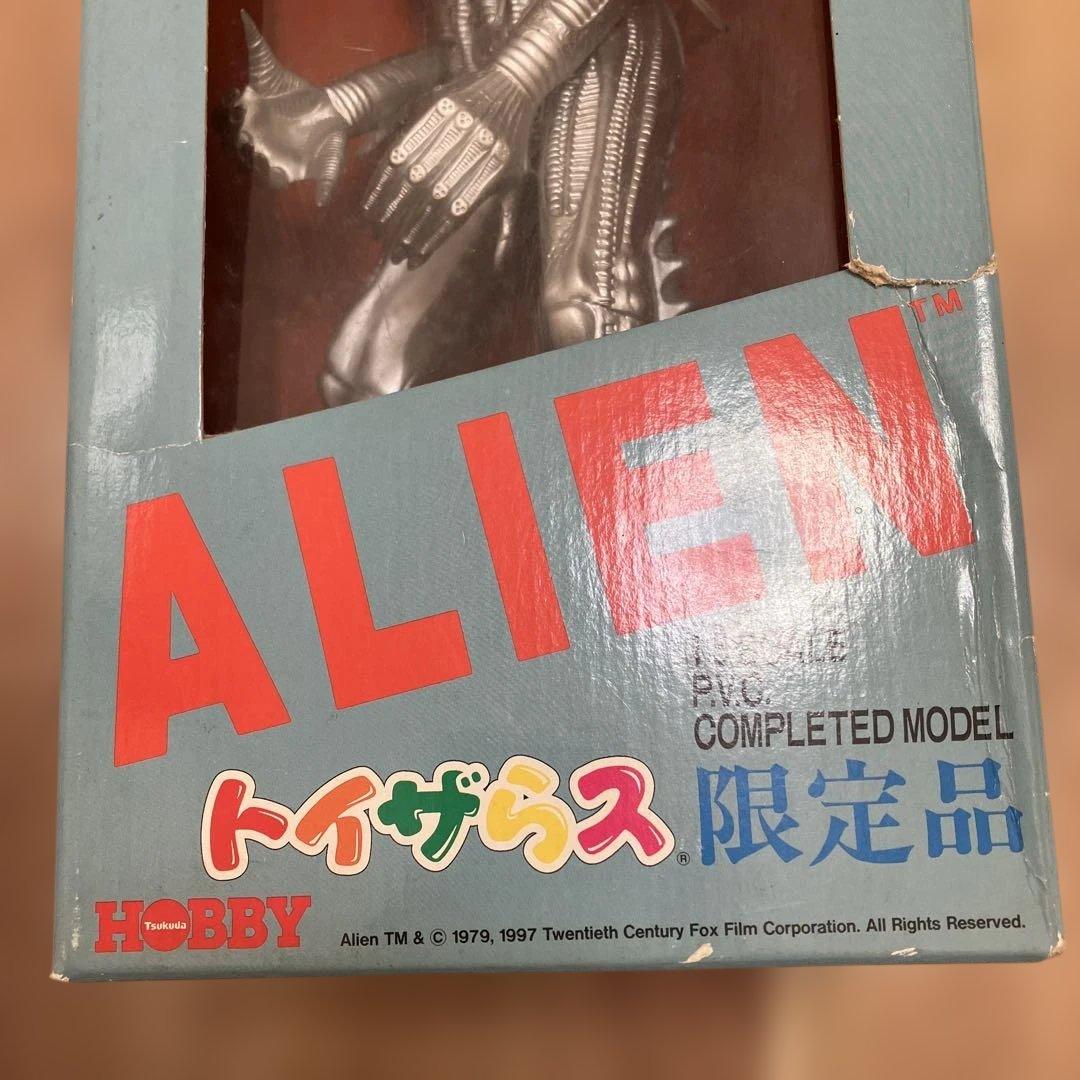 ALIEN™
P.V.C.
COMPLETED MODEL
トイザらス® 限定品
HOBBY
Tsukuda
Alien TM & © 1979, 1997 Twentieth Century Fox Film Corporation. All Rights Reserved.